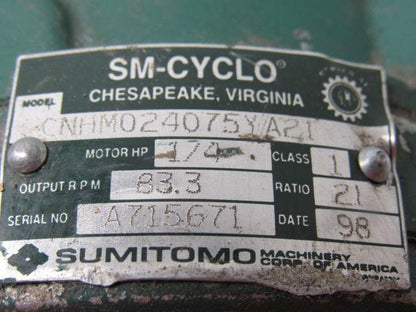 SM-CYCLO®
CHESAPEAKE, VIRGINIA
MODEL CNHM024075YA21
MOTOR HP 1/4 CLASS 1
OUTPUT RPM 83.3 RATIO 21
SERIAL NO A715671 DATE 98
SUMITOMO MACHINERY CORP. OF AMERICA